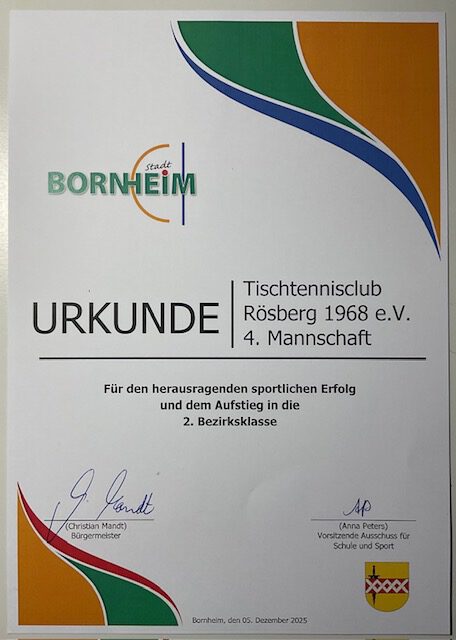 Stadt
BORNHEiM
URKUNDE
Tischtennisclub
Rösberg 1968 e.V.
4. Mannschaft
Für den herausragenden sportlichen Erfolg
und dem Aufstieg in die
2. Bezirksklasse
(Christian Mandt)
Bürgermeister
AP
(Anna Peters)
Vorsitzende Ausschuss für
Schule und Sport
Bornheim, den 05. Dezember 2025